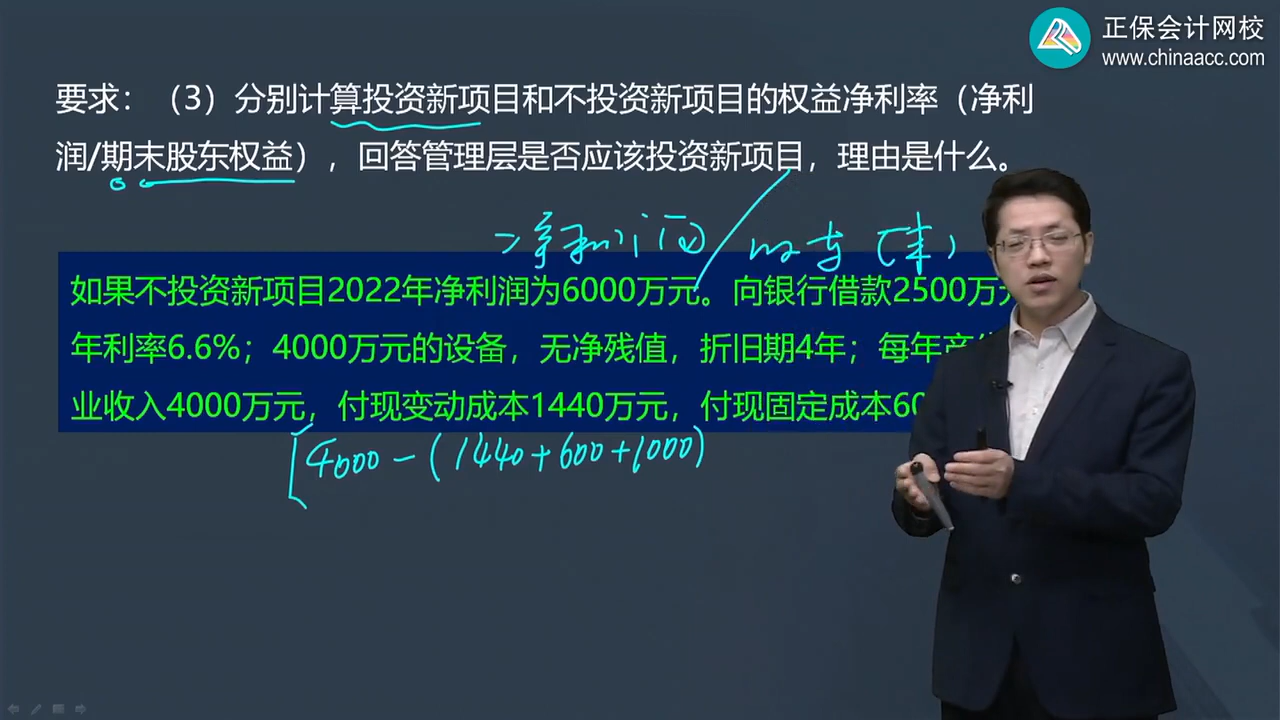 正保会计网校
www.chinaacc.com
要求：（3）分别计算投资新项目和不投资新项目的权益净利率（净利
润/期末股东权益），回答管理层是否应该投资新项目，理由是什么。
净利润/股东（末）
如果不投资新项目2022年净利润为6000万元。向银行借款2500万
年利率6.6%；4000万元的设备，无净残值，折旧期4年；每年产
业收入4000万元，付现变动成本1440万元，付现固定成本60
[4000-(1440+600+1000)